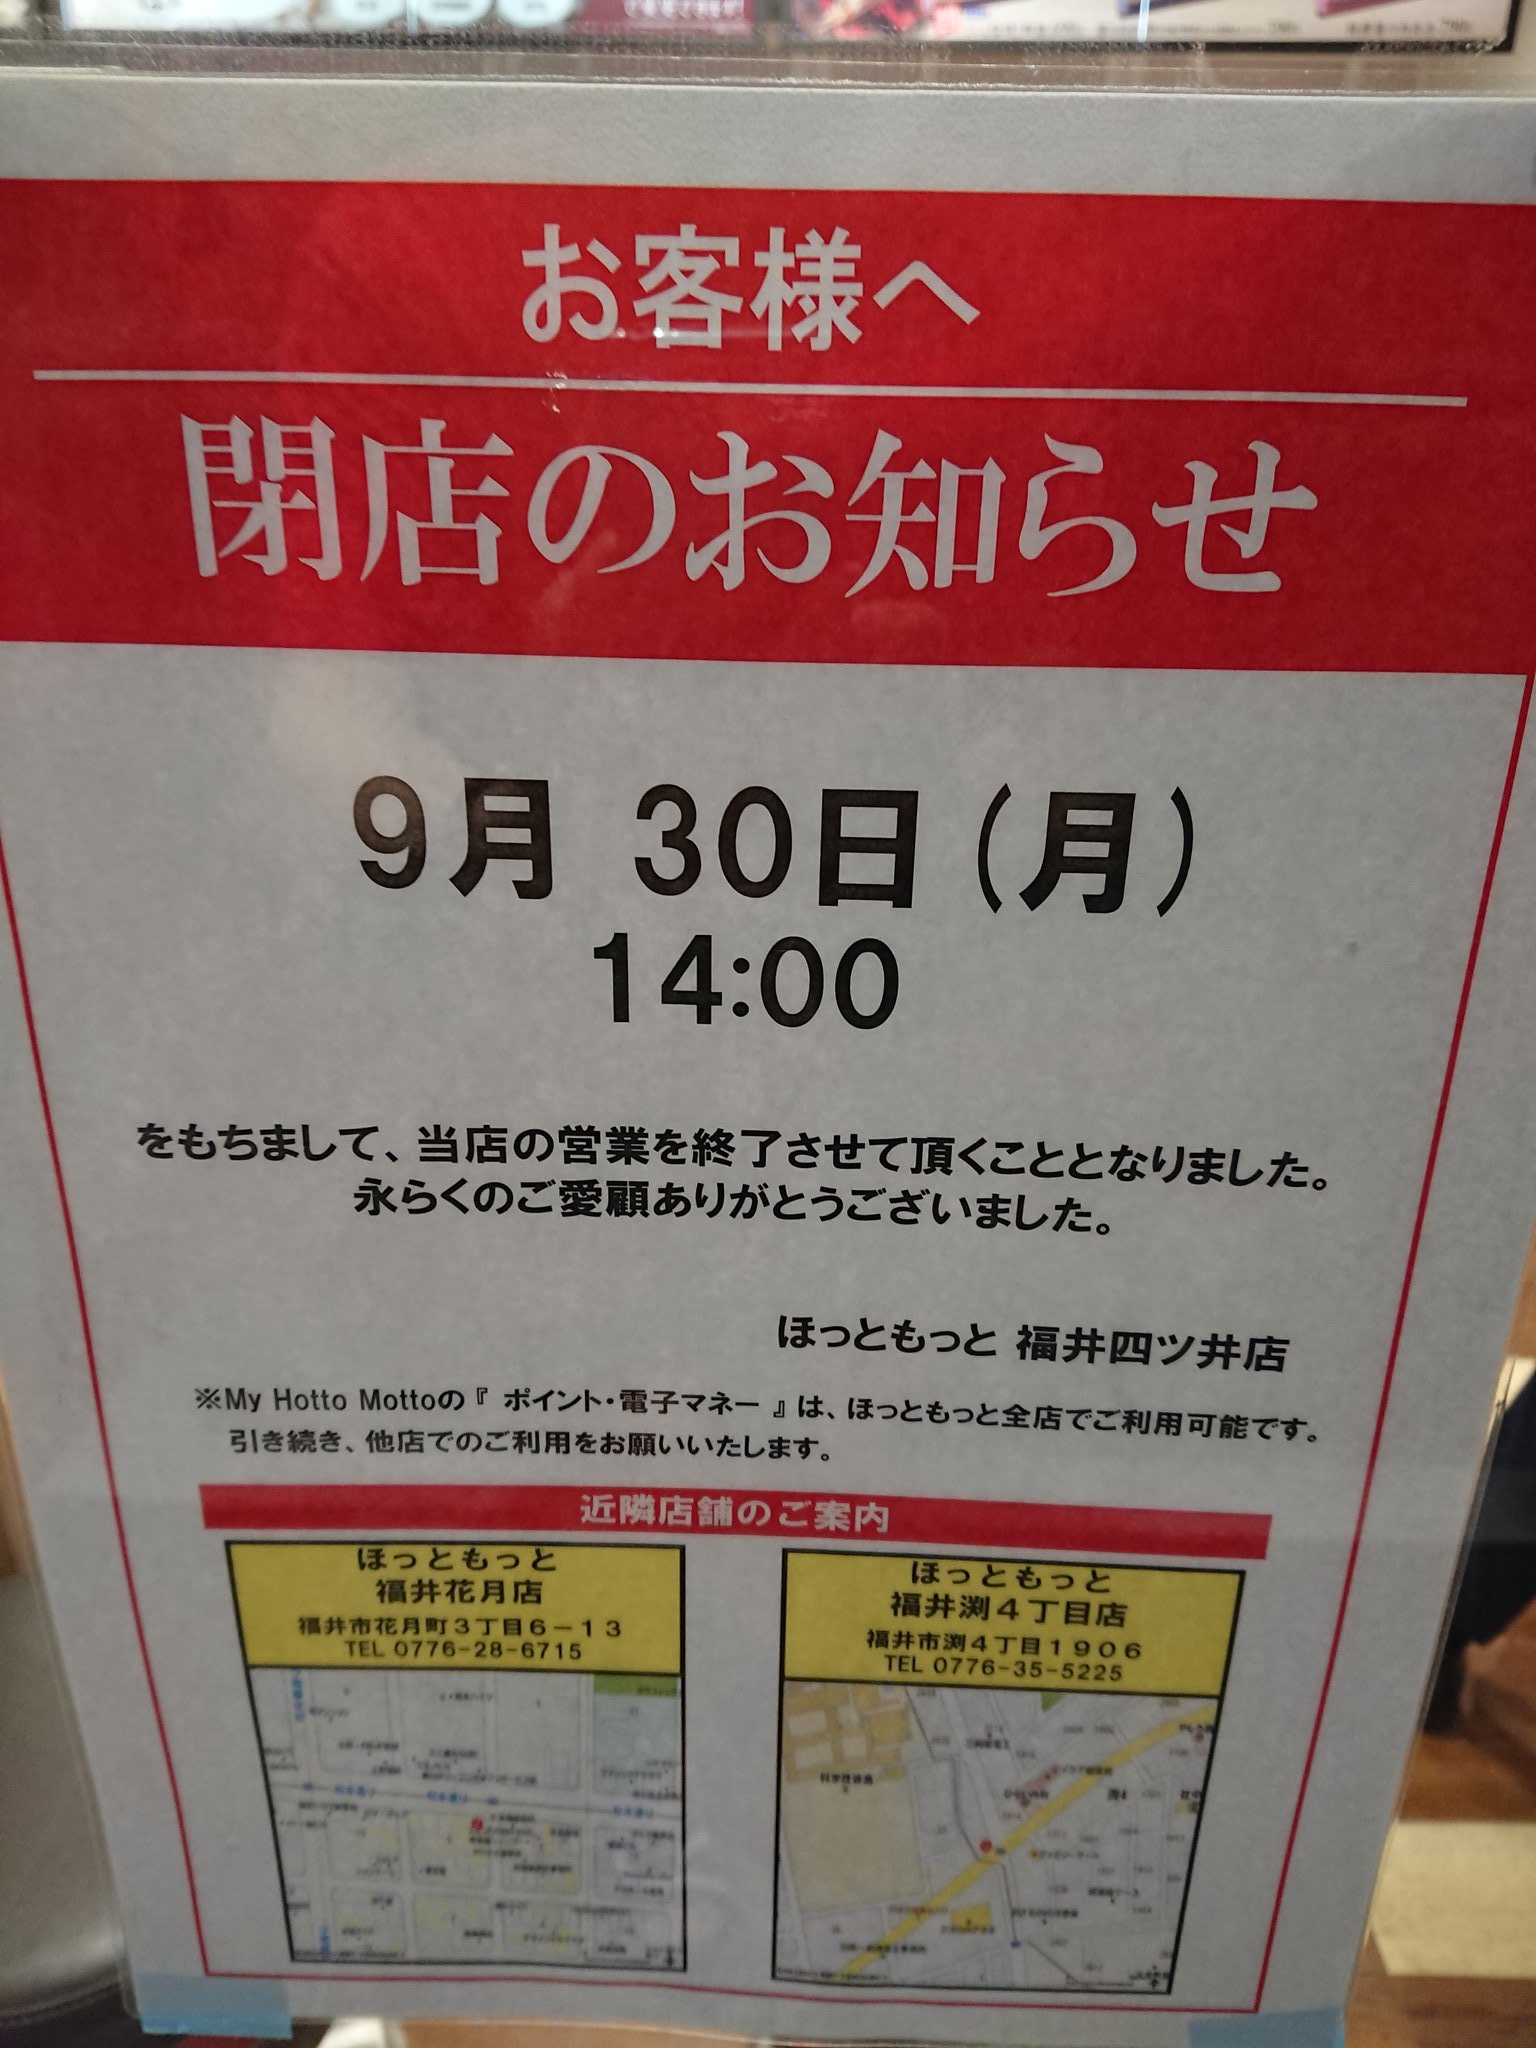 お客様へ
閉店のお知らせ
9月 30日(月)
14:00
をもちまして、当店の営業を終了させて頂くこととなりました。
永らくのご愛顧ありがとうございました。
ほっともっと 福井四ツ井店
※My Hotto Mottoの『 ポイント・電子マネー 』は、ほっともっと全店でご利用可能です。
引き続き、他店でのご利用をお願いいたします。
近隣店舗のご案内
ほっともっと
福井花月店
福井市花月町3丁目6-13
TEL 0776-28-6715
ほっともっと
福井渕4丁目店
福井市渕4丁目1906
TEL 0776-35-5225